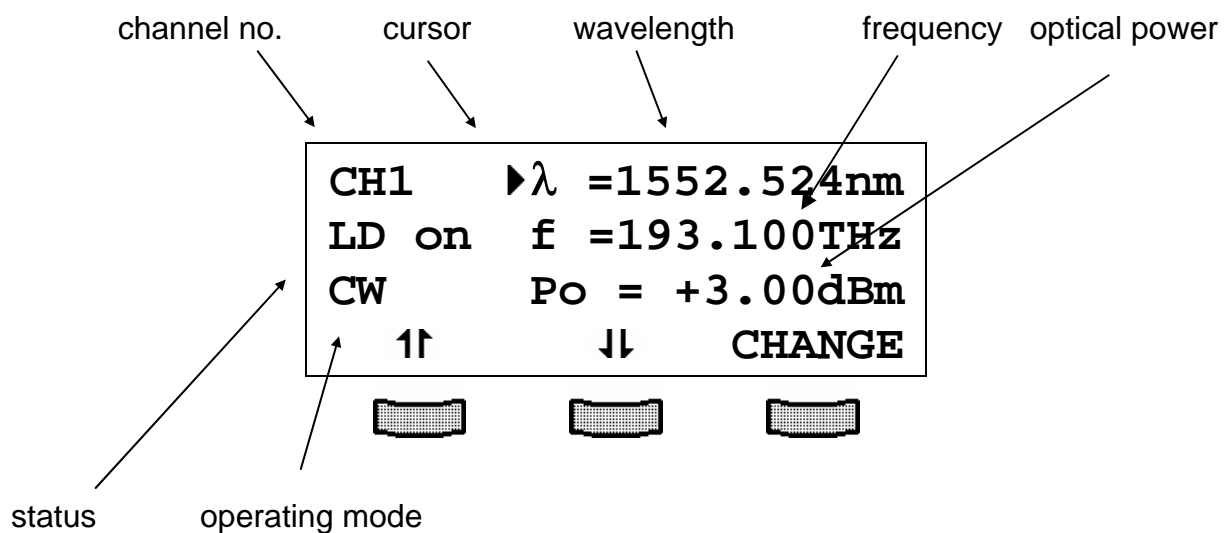 channel no. cursor wavelength frequency optical power
CH1 λ =1552.524nm
LD on f =193.100THz
CW Po = +3.00dBm
CHANGE
status operating mode